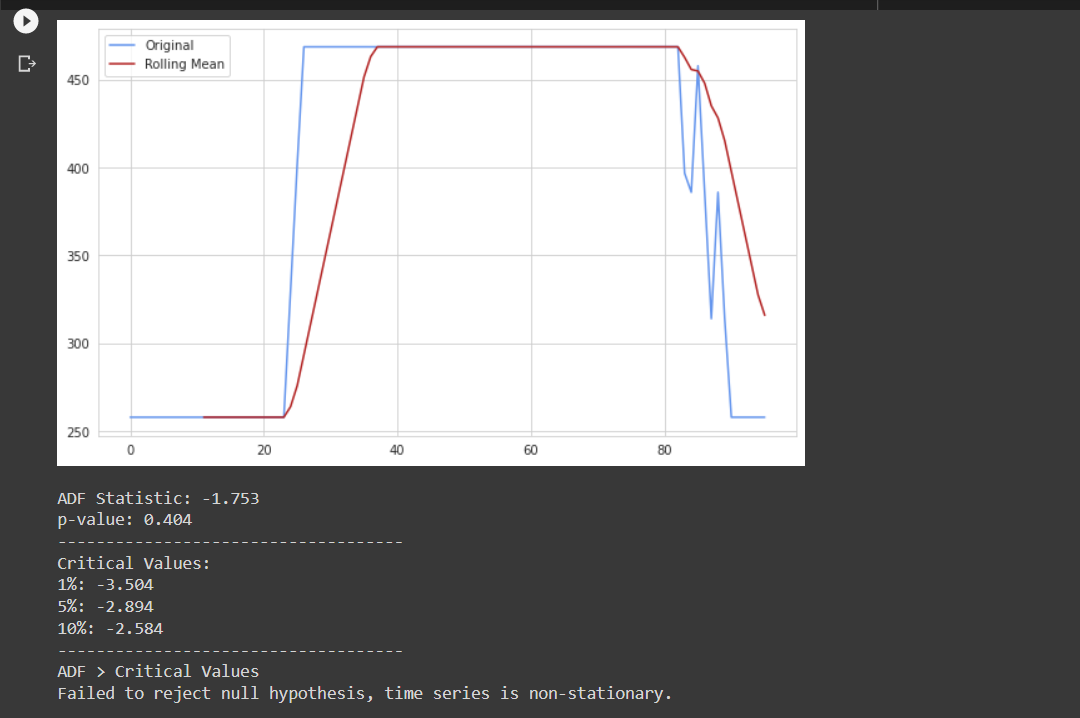 Original
Rolling Mean
450
400
350
300
250
0 20 40 60 80
ADF Statistic: -1.753
p-value: 0.404
------------------------------------
Critical Values:
1%: -3.504
5%: -2.894
10%: -2.584
------------------------------------
ADF > Critical Values
Failed to reject null hypothesis, time series is non-stationary.